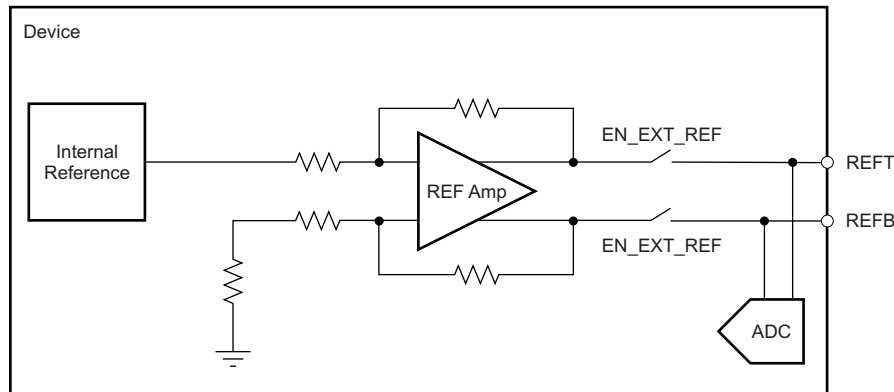 Device
Internal
Reference
REF Amp
EN_EXT_REF
REFT
REFB
EN_EXT_REF
ADC